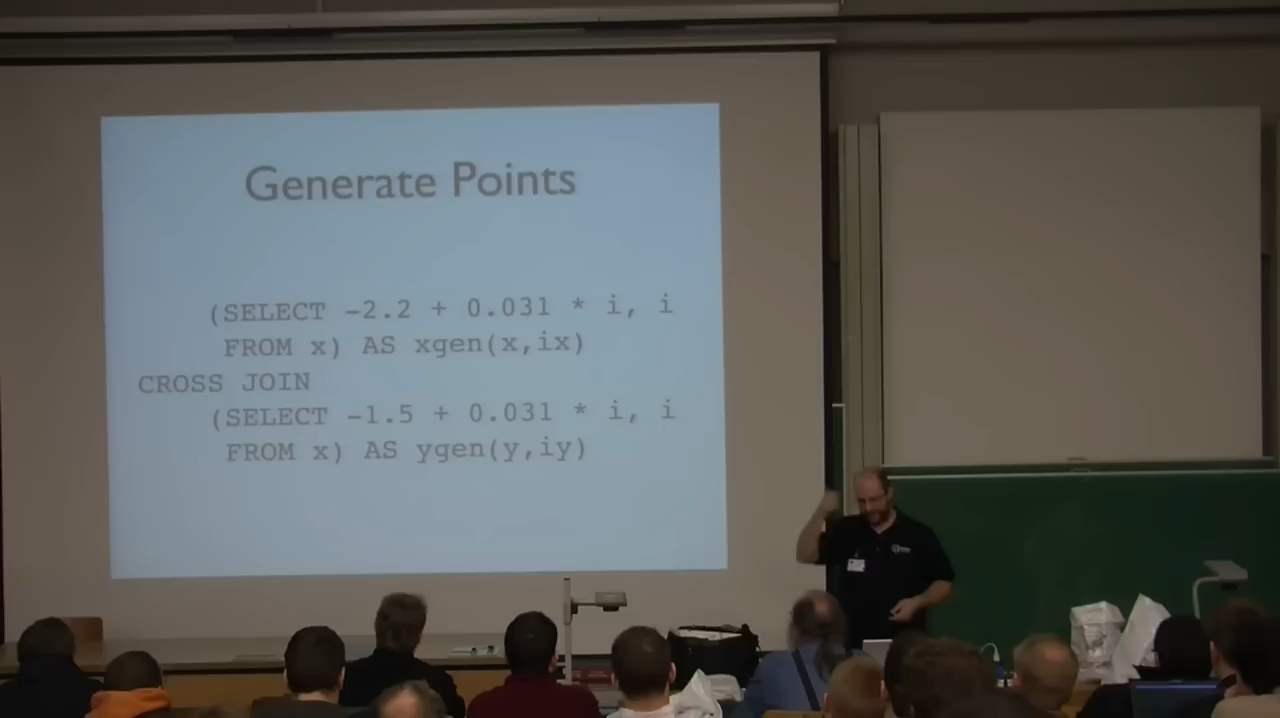 Generate Points
(SELECT -2.2 + 0.031 * i, i
FROM x) AS xgen(x,ix)
CROSS JOIN
(SELECT -1.5 + 0.031 * i, i
FROM x) AS ygen(y,iy)